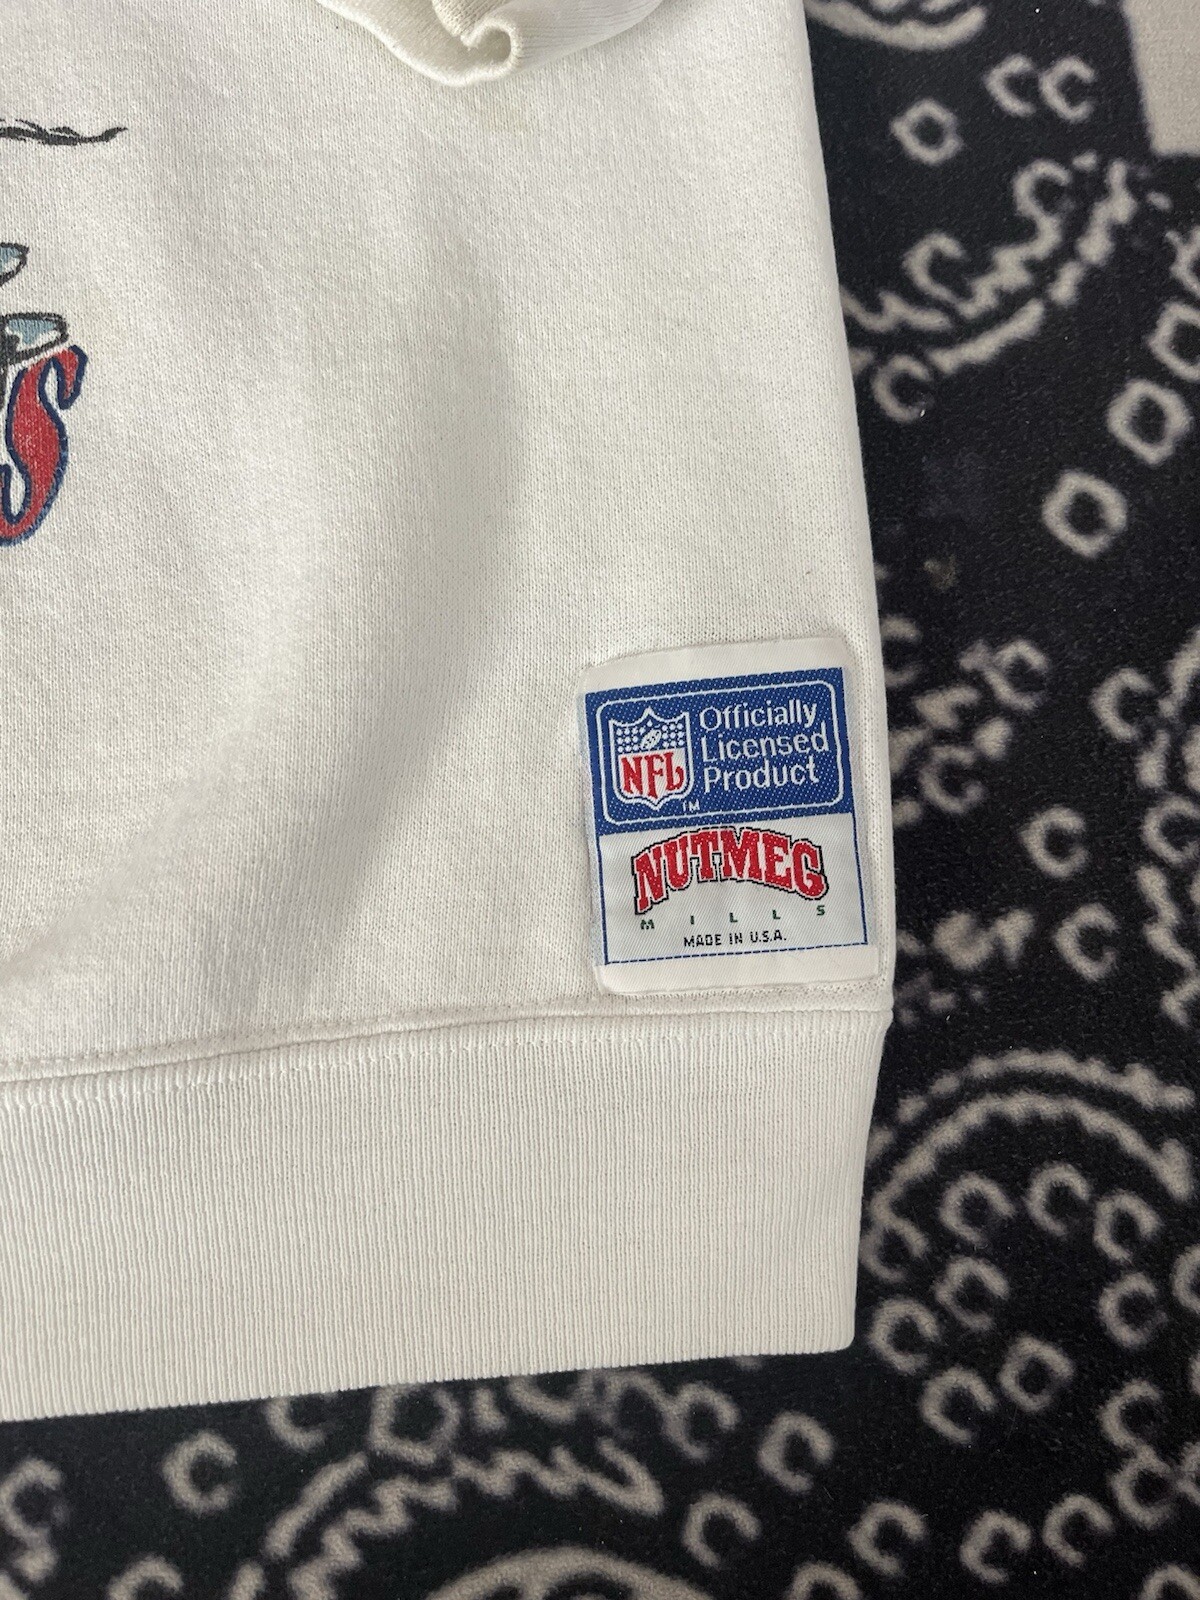 S
NFL
TM
Officially
Licensed
Product
NUTMEG
MILLS
MADE IN U.S.A.